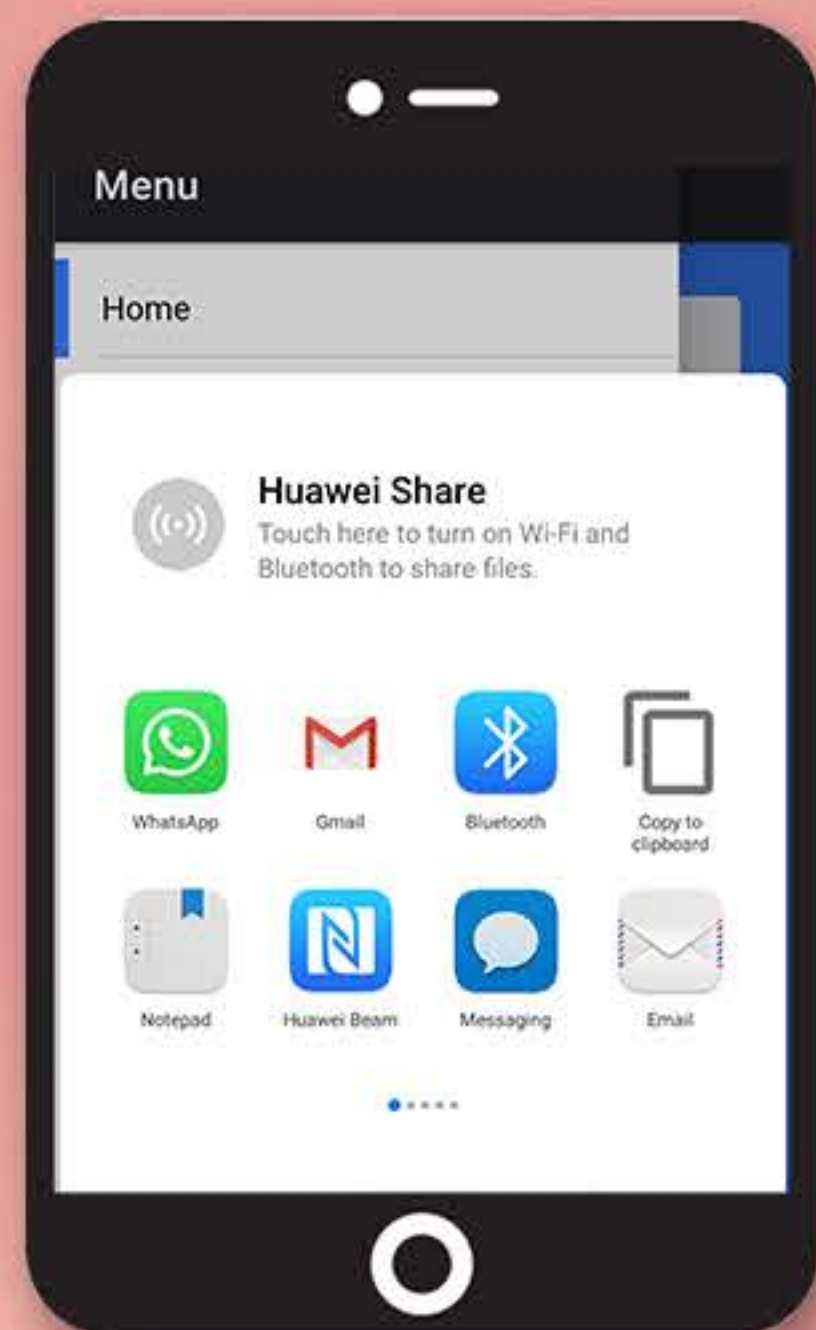 Menu
Home
Huawei Share
Touch here to turn on Wi-Fi and
Bluetooth to share files.
WhatsApp
Gmail
Bluetooth
Copy to
clipboard
Notepad
Huawei Beam
Messaging
Email